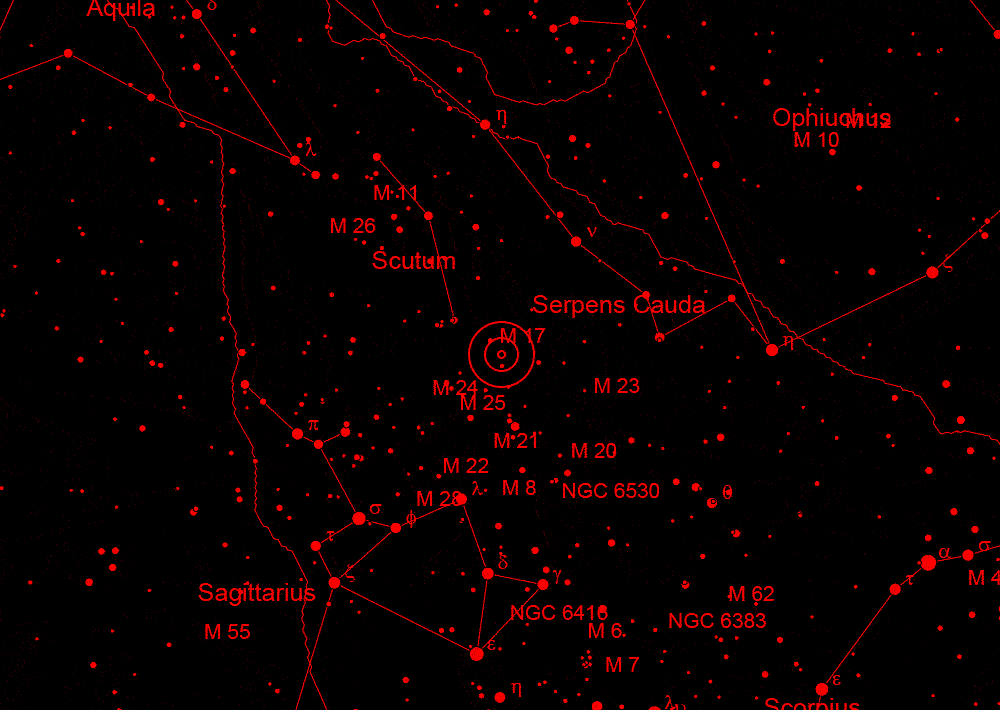 Aquila
δ
η
Ophiuchus
M 12
M 10
λ
M 11
M 26
ν
Scutum
ζ
Serpens Cauda
M 17
η
M 24
M 23
M 25
π
M 21
M 20
M 22
λ
M 8
NGC 6530
θ
M 28
σ
φ
τ
σ
α
δ
ζ
γ
τ
M 4
Sagittarius
M 62
NGC 6416
NGC 6383
M 55
M 6
ε
M 7
ε
η
λ
υ
Scorpius